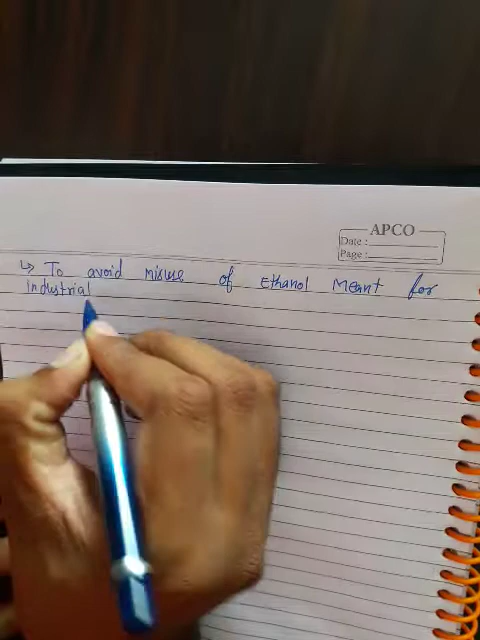 APCO
Date :
Page :
↳ To avoid misuse of Ethanol Meant for
Industrial